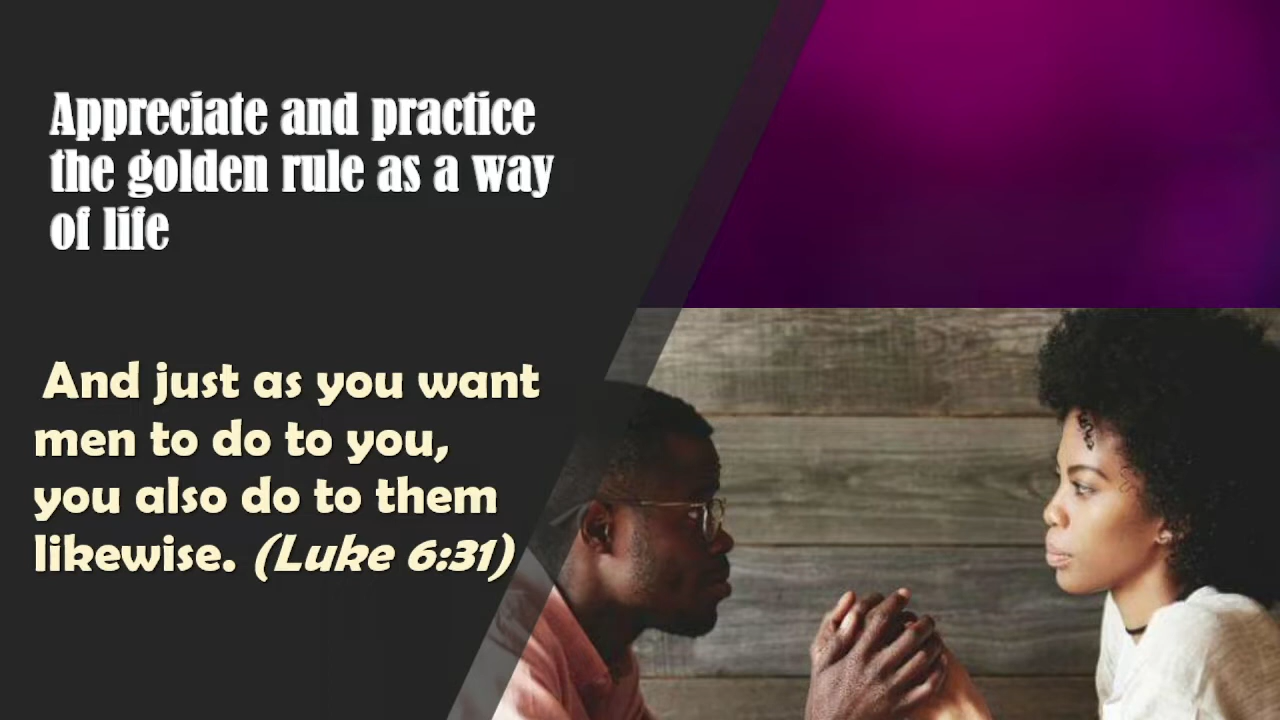 Appreciate and practice
the golden rule as a way
of life
And just as you want
men to do to you,
you also do to them
likewise. (Luke 6:31)